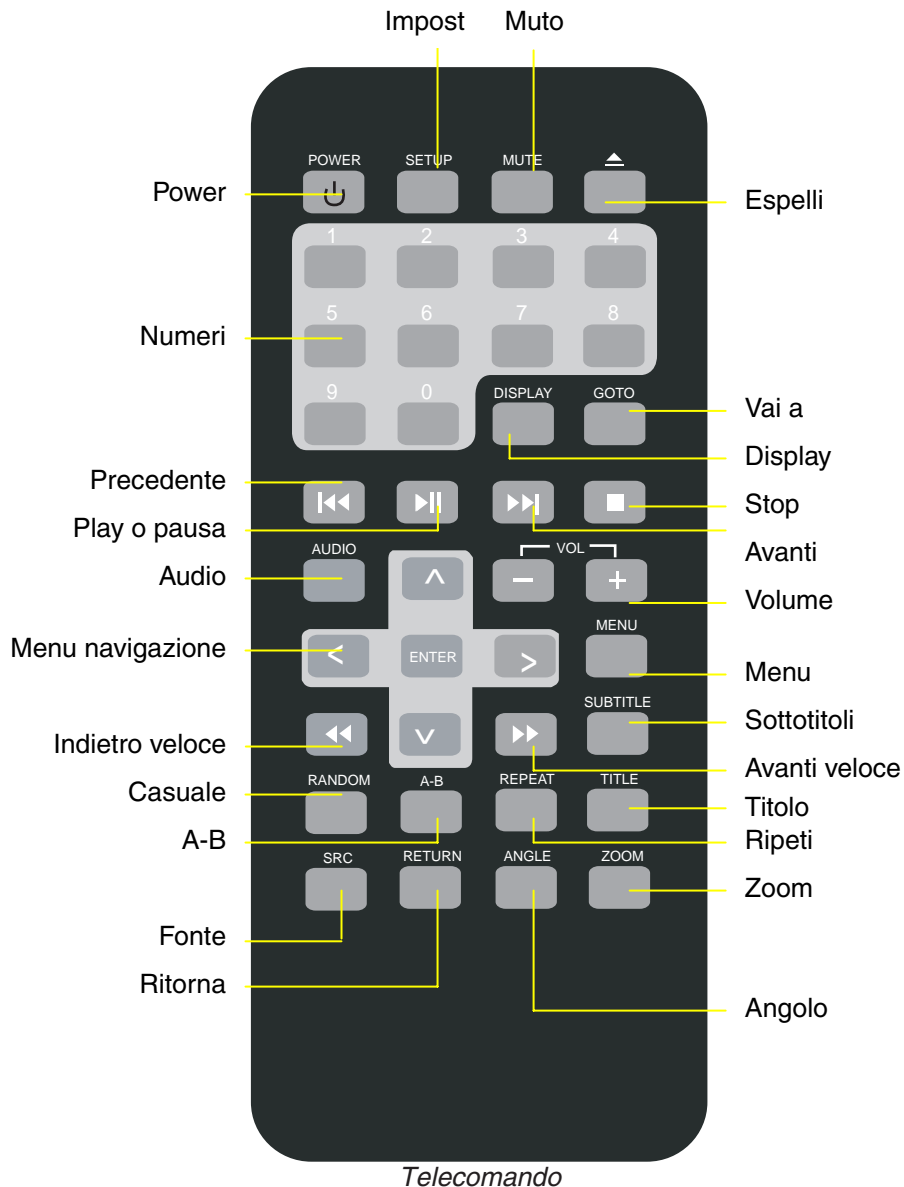 Impost Muto
POWER SETUP MUTE
Power
Espelli
1 2 3 4
5 6 7 8
Numeri
9 0 DISPLAY GOTO
Vai a
Display
Precedente
Stop
Play o pausa
Avanti
AUDIO VOL
Audio
Volume
MENU
Menu navigazione
ENTER
Menu
SUBTITLE
Sottotitoli
Indietro veloce
Avanti veloce
RANDOM A-B REPEAT TITLE
Casuale
Titolo
A-B
Ripeti
SRC RETURN ANGLE ZOOM
Zoom
Fonte
Ritorna
Angolo
Telecomando